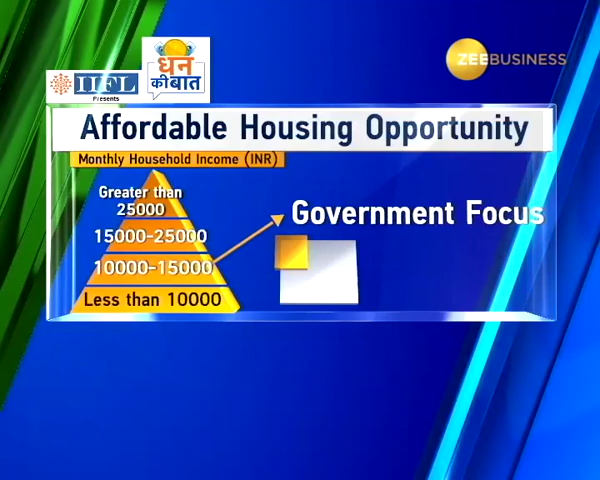 ZEEBUSINESS
धन
की बात
IIFL
Presents
Affordable Housing Opportunity
Monthly Household Income (INR)
Greater than
25000
15000-25000
10000-15000
Less than 10000
Government Focus